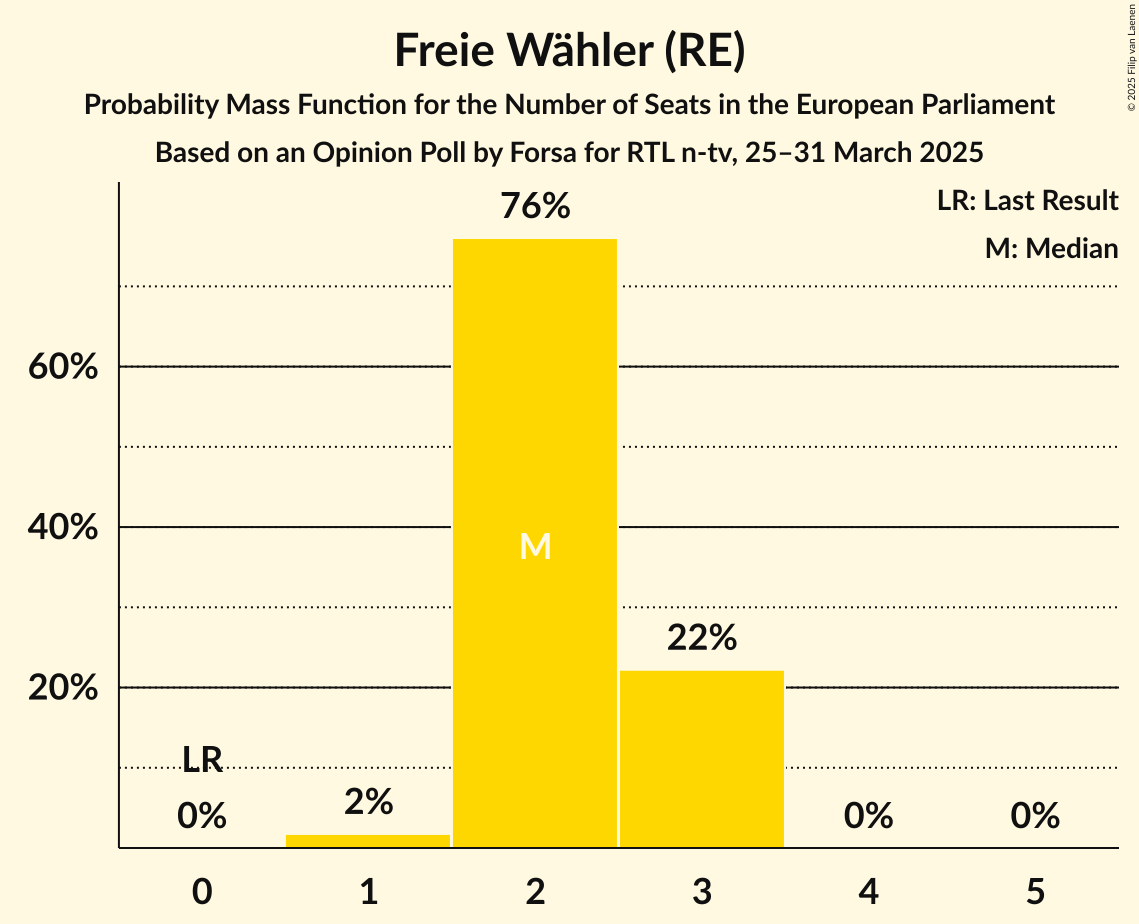 Freie Wähler (RE)
Probability Mass Function for the Number of Seats in the European Parliament
Based on an Opinion Poll by Forsa for RTL n-tv, 25–31 March 2025
© 2025 Filip van Laenen
LR: Last Result
M: Median
76%
60%
40%
M
22%
20%
LR
0%
2%
0%
0%
0 1 2 3 4 5